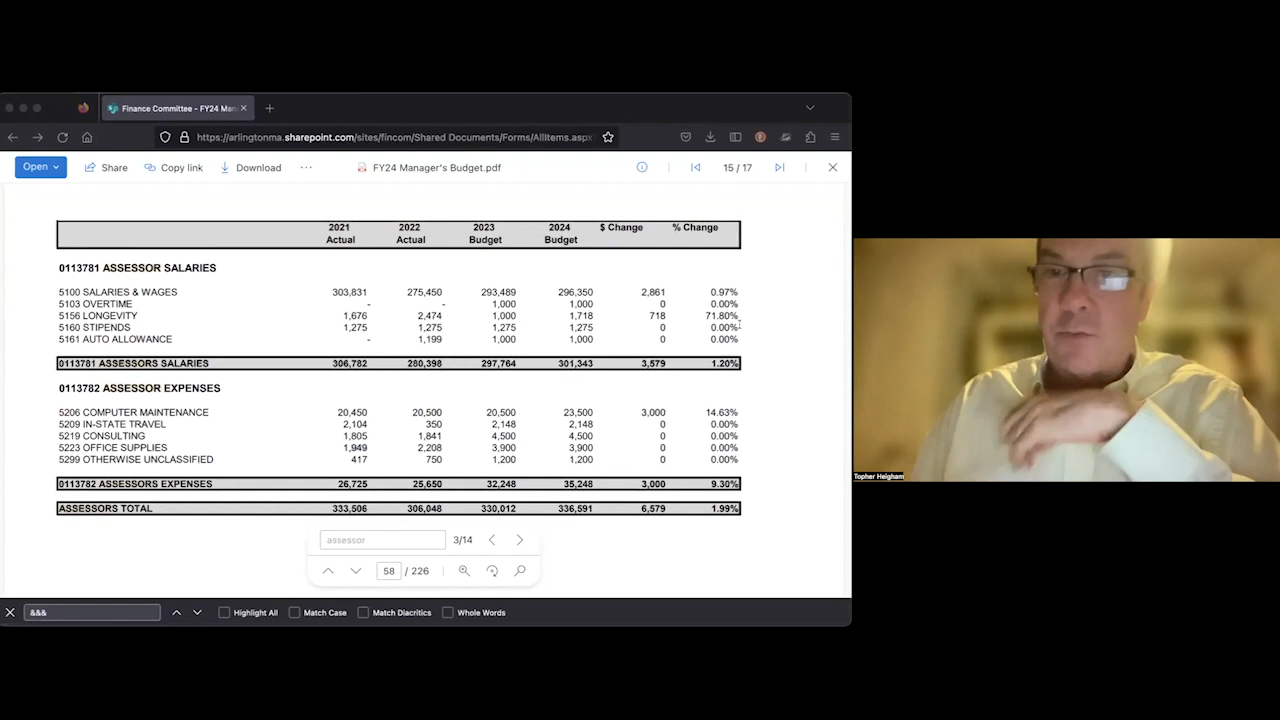 Finance Committee - FY24 Man
https://arlingtonma.sharepoint.com/sites/fincom/Shared Documents/Forms/AllItems.aspx
Open Share Copy link Download FY24 Manager's Budget.pdf 15 / 17
2021 2022 2023 2024 $ Change % Change
Actual Actual Budget Budget
0113781 ASSESSOR SALARIES
5100 SALARIES & WAGES 303,831 275,450 293,489 296,350 2,861 0.97%
5103 OVERTIME - - 1,000 1,000 0 0.00%
5156 LONGEVITY 1,676 2,474 1,000 1,718 718 71.80%
5160 STIPENDS 1,275 1,275 1,275 1,275 0 0.00%
5161 AUTO ALLOWANCE - 1,199 1,000 1,000 0 0.00%
0113781 ASSESSORS SALARIES 306,782 280,398 297,764 301,343 3,579 1.20%
0113782 ASSESSOR EXPENSES
5206 COMPUTER MAINTENANCE 20,450 20,500 20,500 23,500 3,000 14.63%
5209 IN-STATE TRAVEL 2,104 350 2,148 2,148 0 0.00%
5219 CONSULTING 1,805 1,841 4,500 4,500 0 0.00%
5223 OFFICE SUPPLIES 1,949 2,208 3,900 3,900 0 0.00%
5299 OTHERWISE UNCLASSIFIED 417 750 1,200 1,200 0 0.00%
0113782 ASSESSORS EXPENSES 26,725 25,650 32,248 35,248 3,000 9.30%
ASSESSORS TOTAL 333,506 306,048 330,012 336,591 6,579 1.99%
assessor 3/14
58 / 226
&&& Highlight All Match Case Match Diacritics Whole Words
Topher Heigham